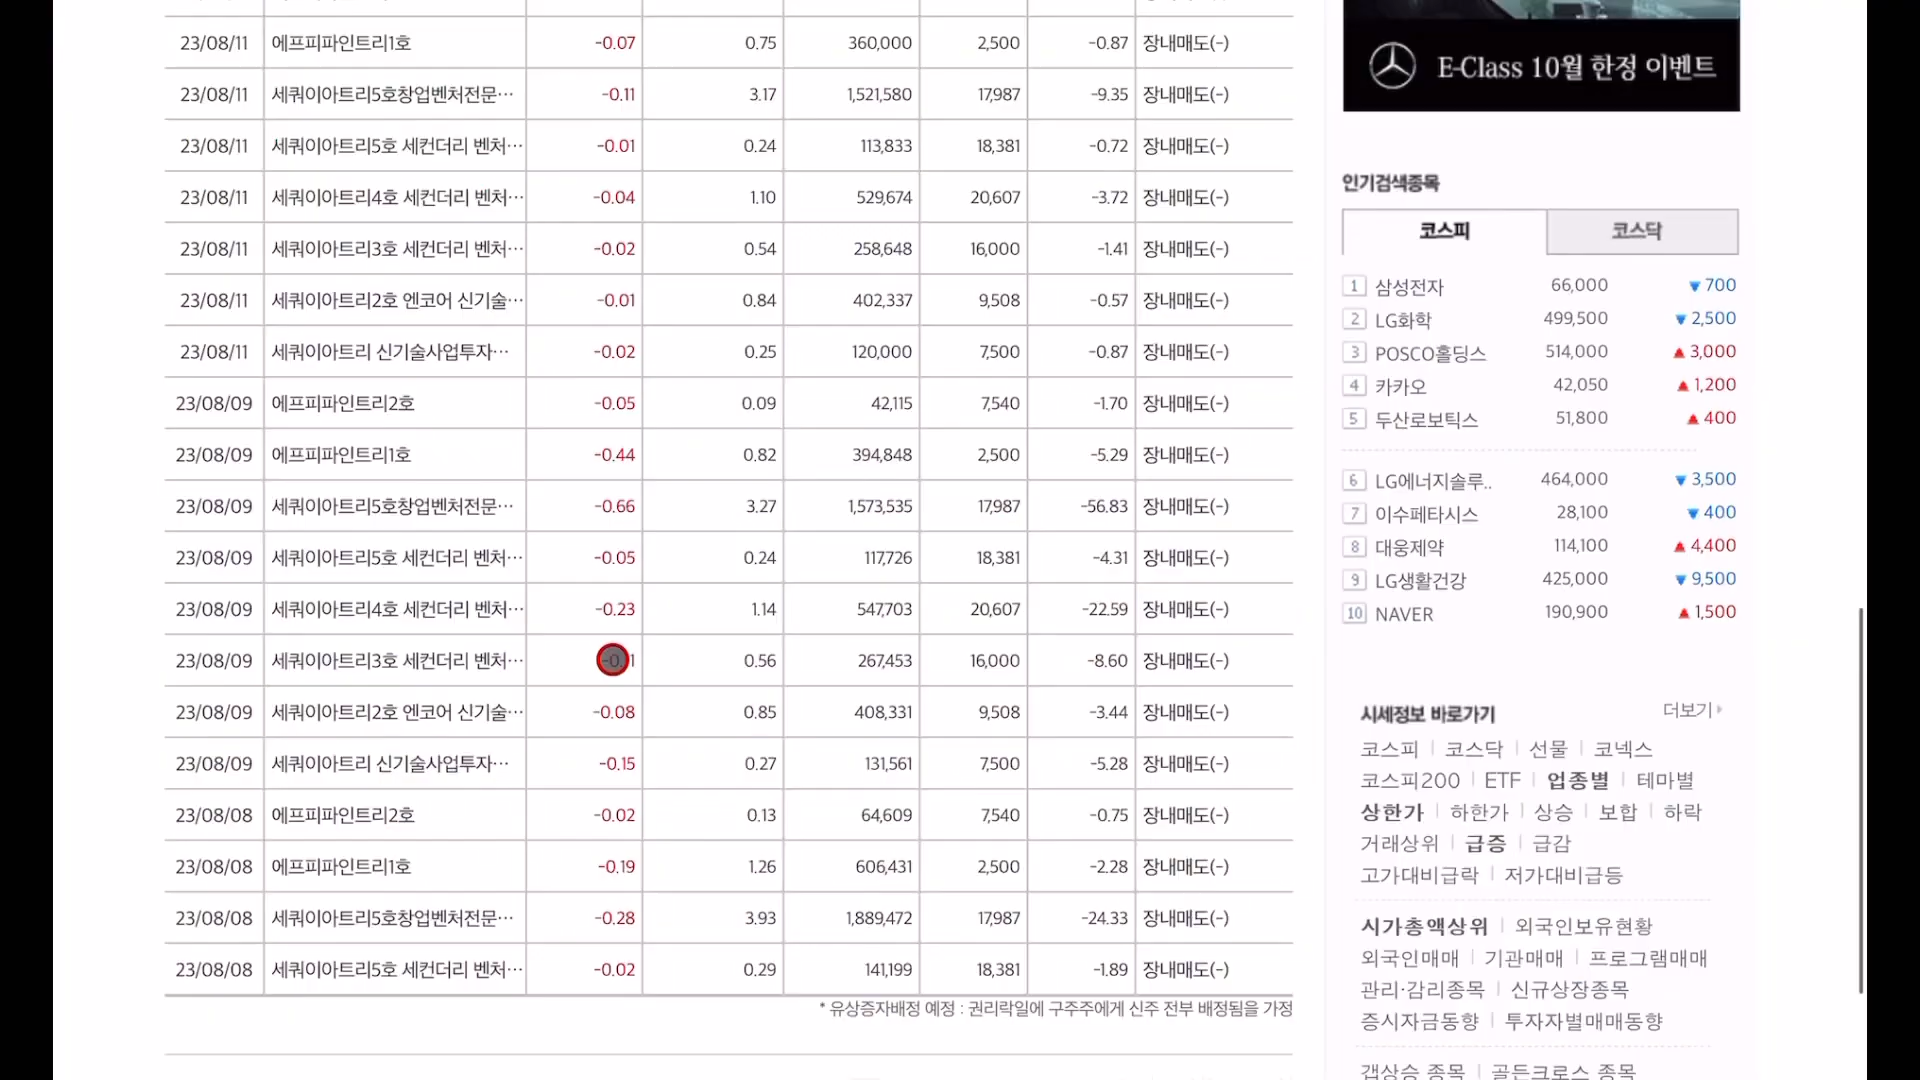 23/08/11 에프피파인트리1호 -0.07 0.75 360,000 2,500 -0.87 장내매도(-)
23/08/11 세쿼이아트리5호창업벤처전문… -0.11 3.17 1,521,580 17,987 -9.35 장내매도(-)
23/08/11 세쿼이아트리5호 세컨더리 벤처… -0.01 0.24 113,833 18,381 -0.72 장내매도(-)
23/08/11 세쿼이아트리4호 세컨더리 벤처… -0.04 1.10 529,674 20,607 -3.72 장내매도(-)
23/08/11 세쿼이아트리3호 세컨더리 벤처… -0.02 0.54 258,648 16,000 -1.41 장내매도(-)
23/08/11 세쿼이아트리2호 엔코어 신기술… -0.01 0.84 402,337 9,508 -0.57 장내매도(-)
23/08/11 세쿼이아트리 신기술사업투자… -0.02 0.25 120,000 7,500 -0.87 장내매도(-)
23/08/09 에프피파인트리2호 -0.05 0.09 42,115 7,540 -1.70 장내매도(-)
23/08/09 에프피파인트리1호 -0.44 0.82 394,848 2,500 -5.29 장내매도(-)
23/08/09 세쿼이아트리5호창업벤처전문… -0.66 3.27 1,573,535 17,987 -56.83 장내매도(-)
23/08/09 세쿼이아트리5호 세컨더리 벤처… -0.05 0.24 117,726 18,381 -4.31 장내매도(-)
23/08/09 세쿼이아트리4호 세컨더리 벤처… -0.23 1.14 547,703 20,607 -22.59 장내매도(-)
23/08/09 세쿼이아트리3호 세컨더리 벤처… 0.56 267,453 16,000 -8.60 장내매도(-)
23/08/09 세쿼이아트리2호 엔코어 신기술… -0.08 0.85 408,331 9,508 -3.44 장내매도(-)
23/08/09 세쿼이아트리 신기술사업투자… -0.15 0.27 131,561 7,500 -5.28 장내매도(-)
23/08/08 에프피파인트리2호 -0.02 0.13 64,609 7,540 -0.75 장내매도(-)
23/08/08 에프피파인트리1호 -0.19 1.26 606,431 2,500 -2.28 장내매도(-)
23/08/08 세쿼이아트리5호창업벤처전문… -0.28 3.93 1,889,472 17,987 -24.33 장내매도(-)
23/08/08 세쿼이아트리5호 세컨더리 벤처… -0.02 0.29 141,199 18,381 -1.89 장내매도(-)
* 유상증자배정 예정 : 권리락일에 구주주에게 신주 전부 배정됨을 가정
E-Class 10월 한정 이벤트
인기검색종목
코스피 코스닥
1 삼성전자 66,000 ▼700
2 LG화학 499,500 ▼2,500
3 POSCO홀딩스 514,000 ▲3,000
4 카카오 42,050 ▲1,200
5 두산로보틱스 51,800 ▲400
6 LG에너지솔루.. 464,000 ▼3,500
7 이수페타시스 28,100 ▼400
8 대웅제약 114,100 ▲4,400
9 LG생활건강 425,000 ▼9,500
10 NAVER 190,900 ▲1,500
시세정보 바로가기 더보기
코스피 | 코스닥 | 선물 | 코넥스
코스피200 | ETF | 업종별 | 테마별
상한가 | 하한가 | 상승 | 보합 | 하락
거래상위 | 급증 | 급감
고가대비급락 | 저가대비급등
시가총액상위 | 외국인보유현황
외국인매매 | 기관매매 | 프로그램매매
관리·감리종목 | 신규상장종목
증시자금동향 | 투자자별매매동향
갭상승 종목 | 골든크로스 종목